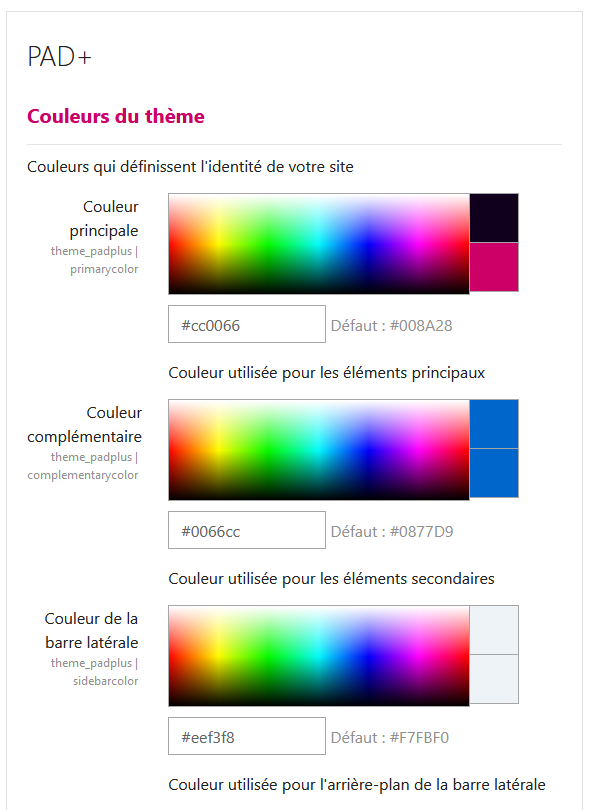 PAD+
Couleurs du thème
Couleurs qui définissent l'identité de votre site
Couleur
principale
theme_padplus |
primarycolor
#cc0066 Défaut : #008A28
Couleur utilisée pour les éléments principaux
Couleur
complémentaire
theme_padplus |
complementarycolor
#0066cc Défaut : #0877D9
Couleur utilisée pour les éléments secondaires
Couleur de la
barre latérale
theme_padplus |
sidebarcolor
#eef3f8 Défaut : #F7FBF0
Couleur utilisée pour l'arrière-plan de la barre latérale